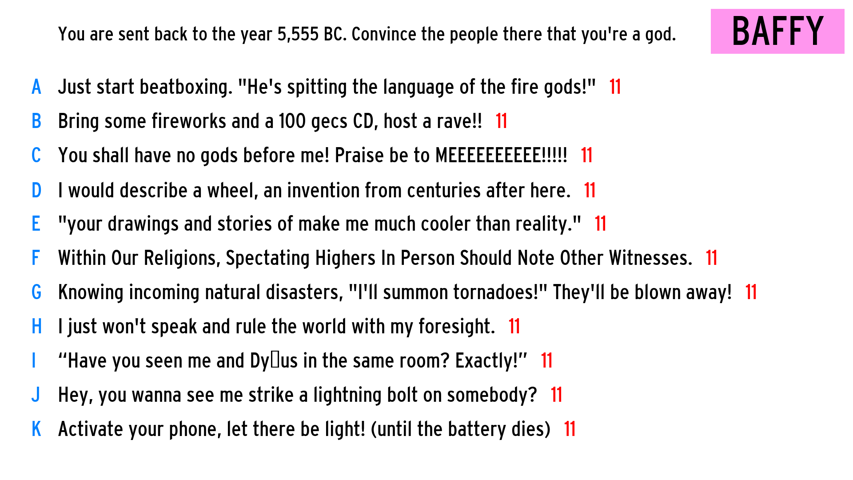 You are sent back to the year 5,555 BC. Convince the people there that you're a god.
BAFFY
A Just start beatboxing. "He's spitting the language of the fire gods!" 11
B Bring some fireworks and a 100 gecs CD, host a rave!! 11
C You shall have no gods before me! Praise be to MEEEEEEEEEE!!!!! 11
D I would describe a wheel, an invention from centuries after here. 11
E "your drawings and stories of make me much cooler than reality." 11
F Within Our Religions, Spectating Highers In Person Should Note Other Witnesses. 11
G Knowing incoming natural disasters, "I'll summon tornadoes!" They'll be blown away! 11
H I just won't speak and rule the world with my foresight. 11
I “Have you seen me and Dy▯us in the same room? Exactly!” 11
J Hey, you wanna see me strike a lightning bolt on somebody? 11
K Activate your phone, let there be light! (until the battery dies) 11